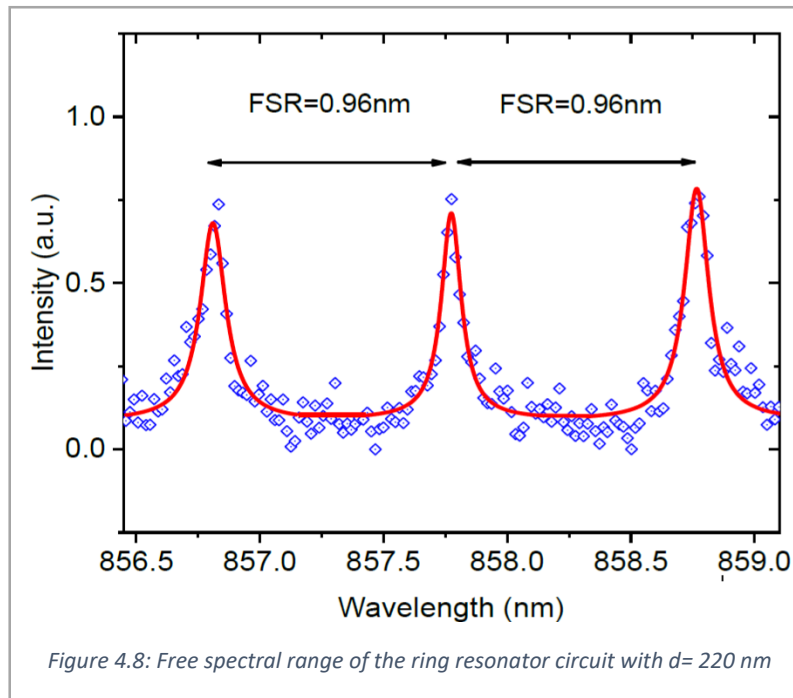 FSR=0.96nm FSR=0.96nm
1.0
0.5
0.0
Intensity (a.u.)
856.5 857.0 857.5 858.0 858.5 859.0
Wavelength (nm)
Figure 4.8: Free spectral range of the ring resonator circuit with d= 220 nm